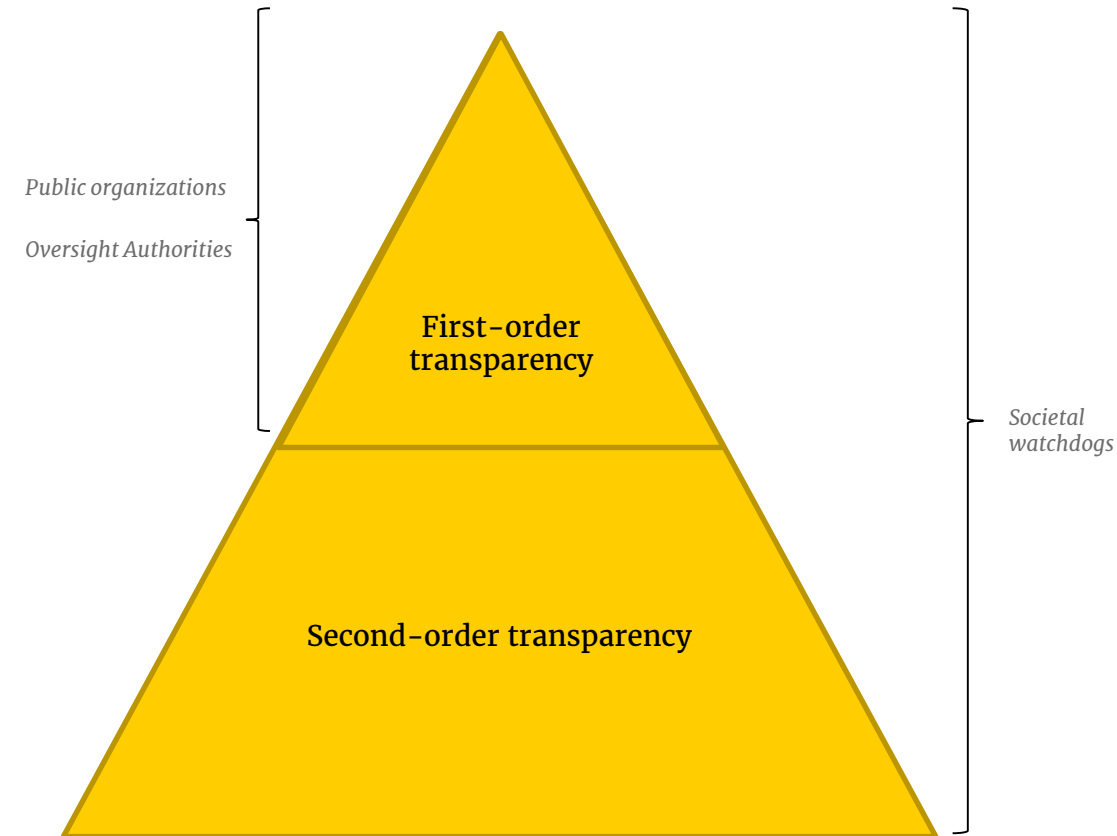 Public organizations
Oversight Authorities
First-order
transparency
Societal
watchdogs
Second-order transparency